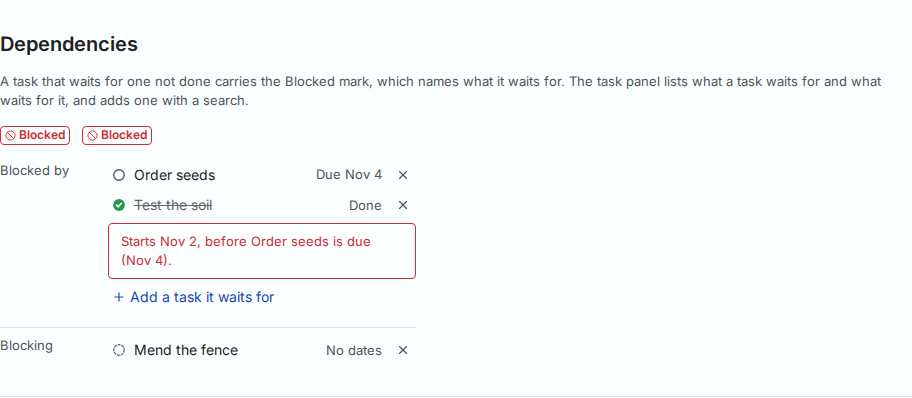 Dependencies
A task that waits for one not done carries the Blocked mark, which names what it waits for. The task panel lists what a task waits for and what
waits for it, and adds one with a search.
Blocked Blocked
Blocked by Order seeds Due Nov 4
Test the soil Done
Starts Nov 2, before Order seeds is due
(Nov 4).
+ Add a task it waits for
Blocking Mend the fence No dates